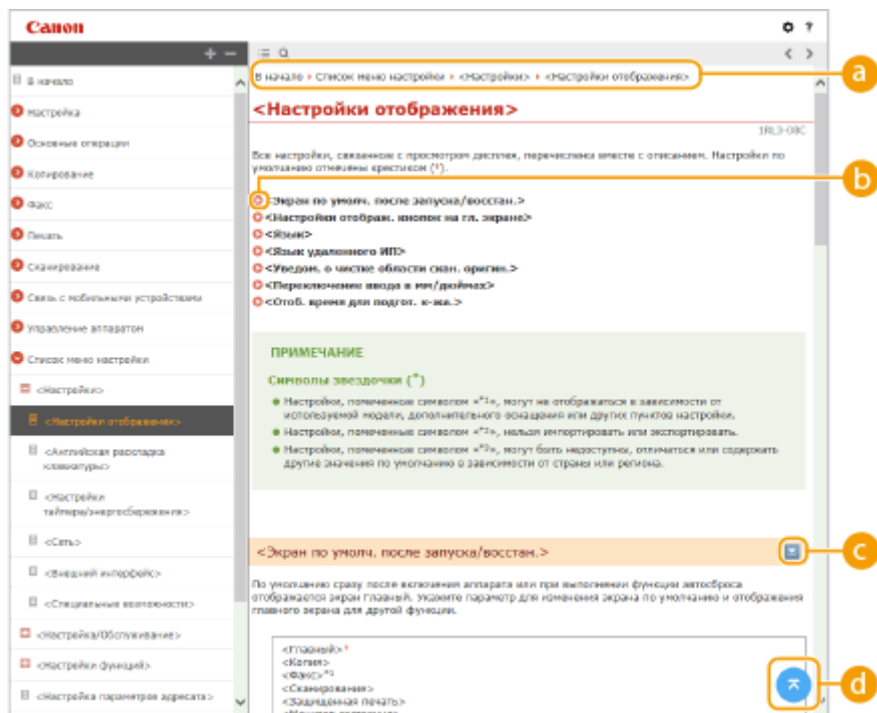 Canon
?
В начало
В начало › Список меню настройки › <Настройки> › <Настройки отображения>
a
<Настройки отображения>
1RL3-08C
Настройка
Основные операции
Копирование
Факс
Печать
Сканирование
Связь с мобильными устройствами
Управление аппаратом
Список меню настройки
<Настройки>
<Настройки отображения>
<Английская раскладка клавиатуры>
<Настройки таймера/энергосбережения>
<Сеть>
<Внешний интерфейс>
<Специальные возможности>
<Настройка/Обслуживание>
<Настройки функций>
<Настройка параметров адресата>
Все настройки, связанные с просмотром дисплея, перечислены вместе с описанием. Настройки по
умолчанию отмечены крестиком (†).
b
<Экран по умолч. после запуска/восстан.>
<Настройки отображ. кнопок на гл. экране>
<Язык>
<Язык удаленного ИП>
<Уведом. о чистке области скан. оригин.>
<Переключение ввода в мм/дюймах>
<Отоб. время для подгот. к-жа.>
ПРИМЕЧАНИЕ
Символы звездочки (*)
Настройки, помеченные символом «*1», могут не отображаться в зависимости от
используемой модели, дополнительного оснащения или других пунктов настройки.
Настройки, помеченные символом «*2», нельзя импортировать или экспортировать.
Настройки, помеченные символом «*3», могут быть недоступны, отличаться или содержать
другие значения по умолчанию в зависимости от страны или региона.
<Экран по умолч. после запуска/восстан.>
c
По умолчанию сразу после включения аппарата или при выполнении функции автосброса
отображается экран Главный. Укажите параметр для изменения экрана по умолчанию и отображения
главного экрана для другой функции.
<Главный>†
<Копия>
<Факс>*1
<Сканирование>
<Защищенная печать>
d